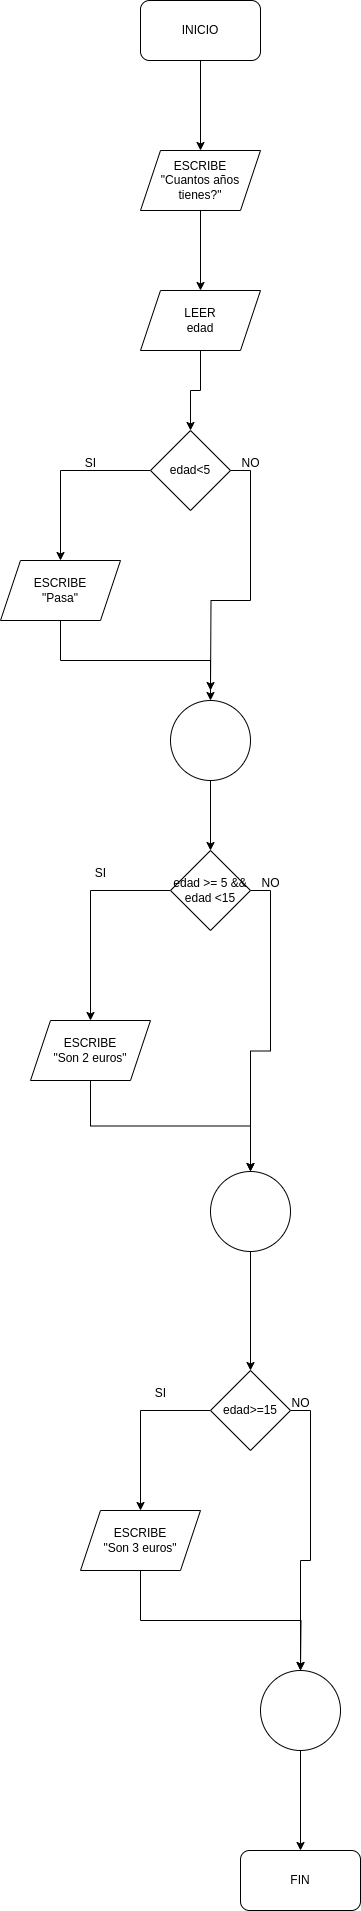 INICIO
ESCRIBE
"Cuantos años
tienes?"
LEER
edad
edad<5
SI
NO
ESCRIBE
"Pasa"
edad >= 5 &&
edad <15
SI
NO
ESCRIBE
"Son 2 euros"
edad>=15
SI
NO
ESCRIBE
"Son 3 euros"
FIN